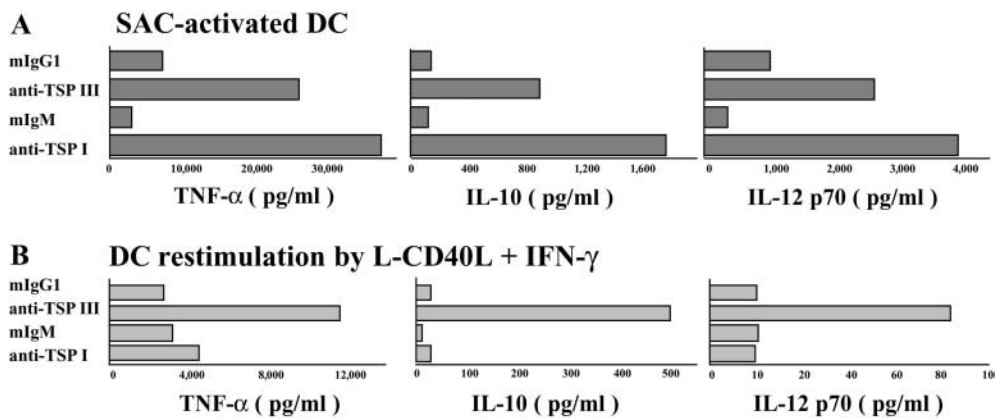 A SAC-activated DC
mIgG1
anti-TSP III
mIgM
anti-TSP I
0 10,000 20,000 30,000
TNF-α ( pg/ml )
0 400 800 1,200 1,600
IL-10 ( pg/ml )
0 1,000 2,000 3,000 4,000
IL-12 p70 ( pg/ml )
B DC restimulation by L-CD40L + IFN-γ
mIgG1
anti-TSP III
mIgM
anti-TSP I
0 4,000 8,000 12,000
TNF-α ( pg/ml )
0 100 200 300 400 500
IL-10 ( pg/ml )
0 10 20 40 60 80 100
IL-12 p70 ( pg/ml )